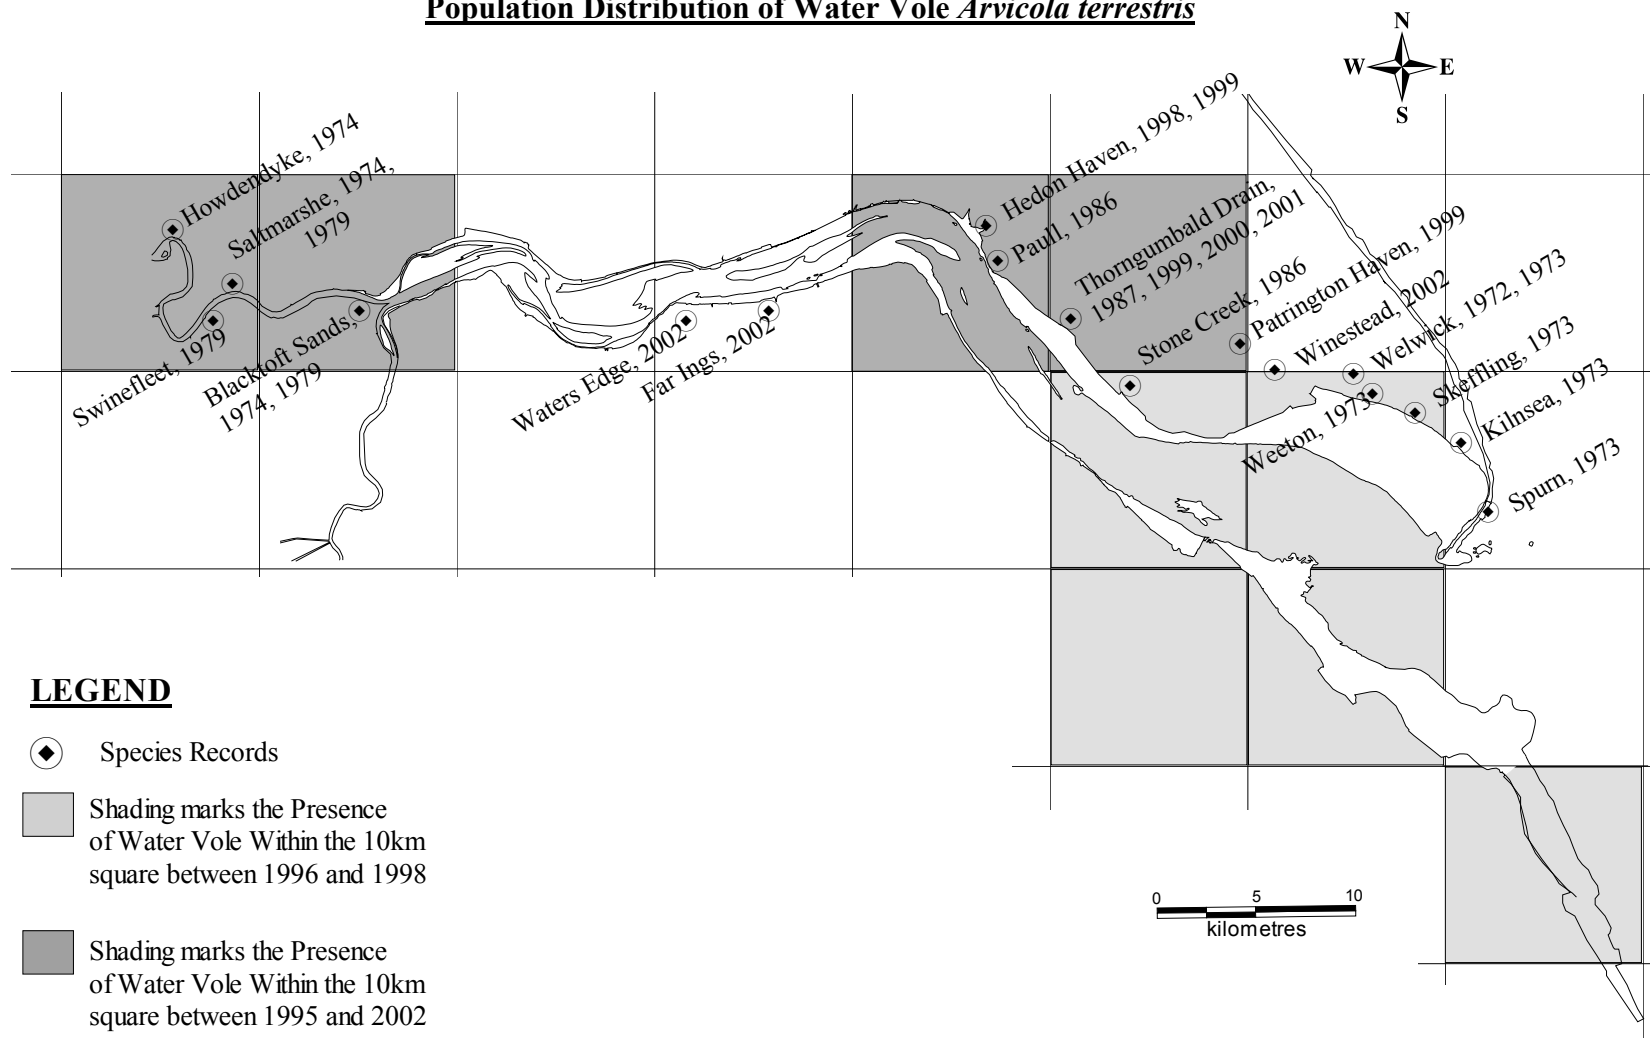 Population Distribution of Water Vole Arvicola terrestris
N
W
E
S
Howdendyke, 1974
Saltmarshe, 1974,
1979
Swinefleet, 1979
Blacktoft Sands,
1974, 1979
Waters Edge, 2002
Far Ings, 2002
Hedon Haven, 1998, 1999
Paull, 1986
Thorngumbald Drain,
1987, 1999, 2000, 2001
Stone Creek, 1986
Patrington Haven, 1999
Winestead, 2002
Welwick, 1972, 1973
Weeton, 1973
Skeffling, 1973
Kilnsea, 1973
Spurn, 1973
LEGEND
Species Records
Shading marks the Presence
of Water Vole Within the 10km
square between 1996 and 1998
Shading marks the Presence
of Water Vole Within the 10km
square between 1995 and 2002
0 5 10
kilometres